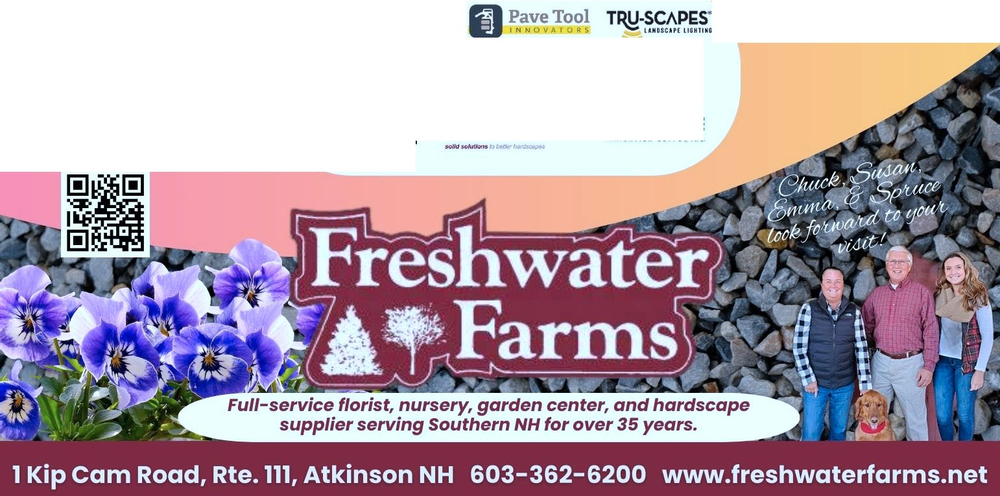 Pave Tool
INNOVATORS
TRU-SCAPES®
LANDSCAPE LIGHTING
solid solutions to better hardscapes
Chuck, Susan,
Emma, & Spruce
look forward to your
visit!
Freshwater
Farms
Full-service florist, nursery, garden center, and hardscape
supplier serving Southern NH for over 35 years.
1 Kip Cam Road, Rte. 111, Atkinson NH 603-362-6200 www.freshwaterfarms.net